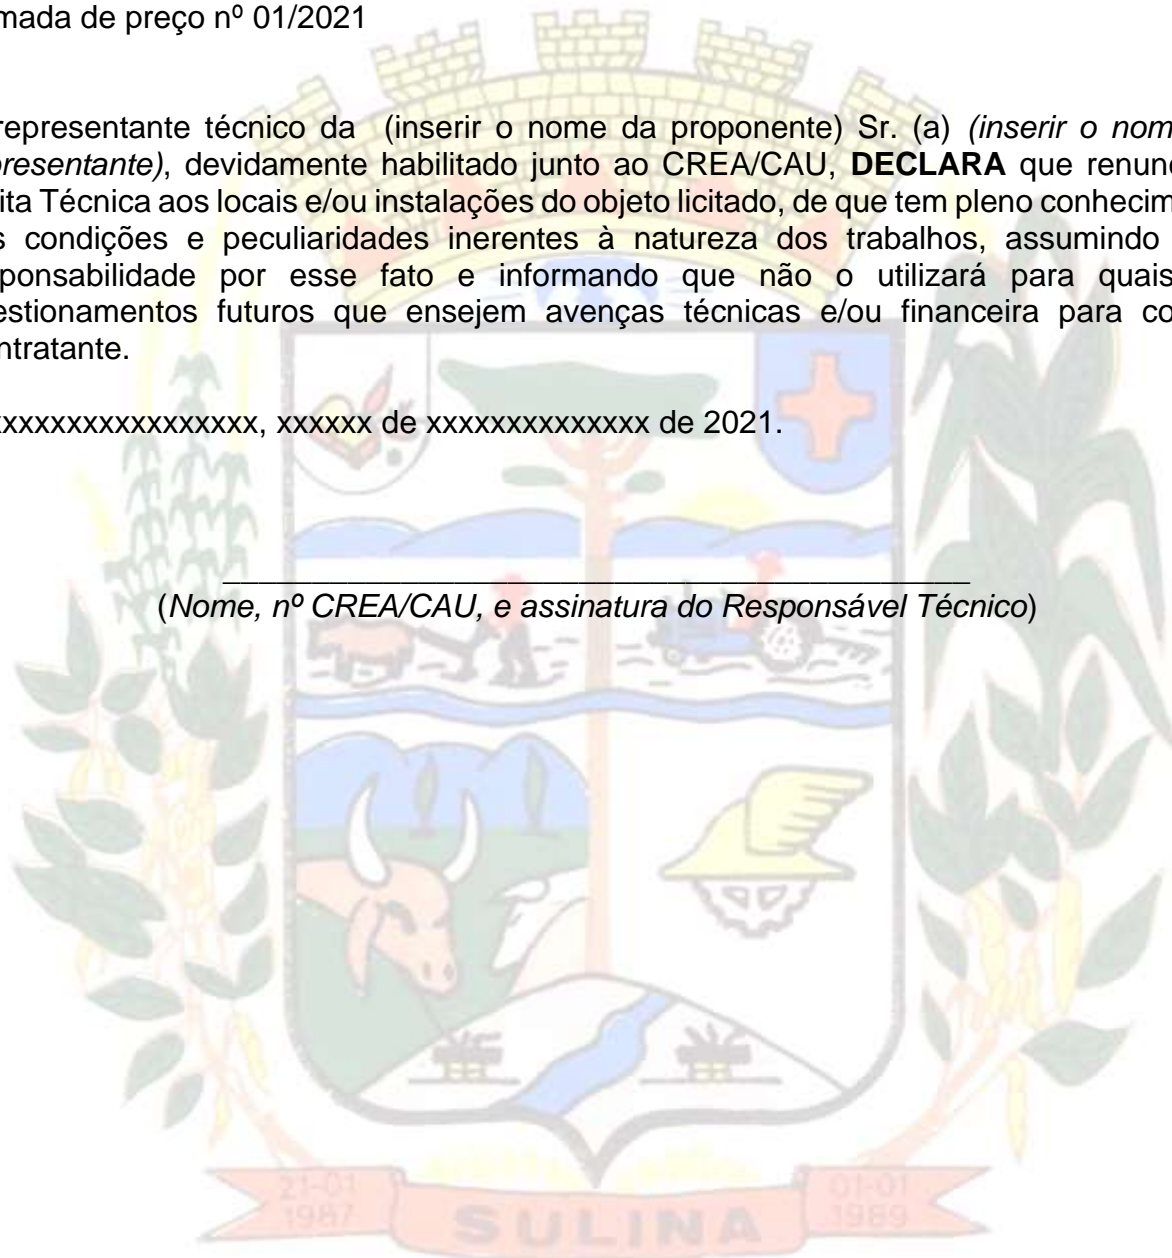 mada de preço nº 01/2021
representante técnico da (inserir o nome da proponente) Sr. (a) (inserir o nom
presentante), devidamente habilitado junto ao CREA/CAU, DECLARA que renun
ita Técnica aos locais e/ou instalações do objeto licitado, de que tem pleno conhecim
s condições e peculiaridades inerentes à natureza dos trabalhos, assumindo
ponsabilidade por esse fato e informando que não o utilizará para quais
estionamentos futuros que ensejem avenças técnicas e/ou financeira para co
ntratante.
xxxxxxxxxxxxxxxxxx, xxxxxx de xxxxxxxxxxxxxx de 2021.
(Nome, nº CREA/CAU, e assinatura do Responsável Técnico)
21-01 01-01
1987 SULINA 1989